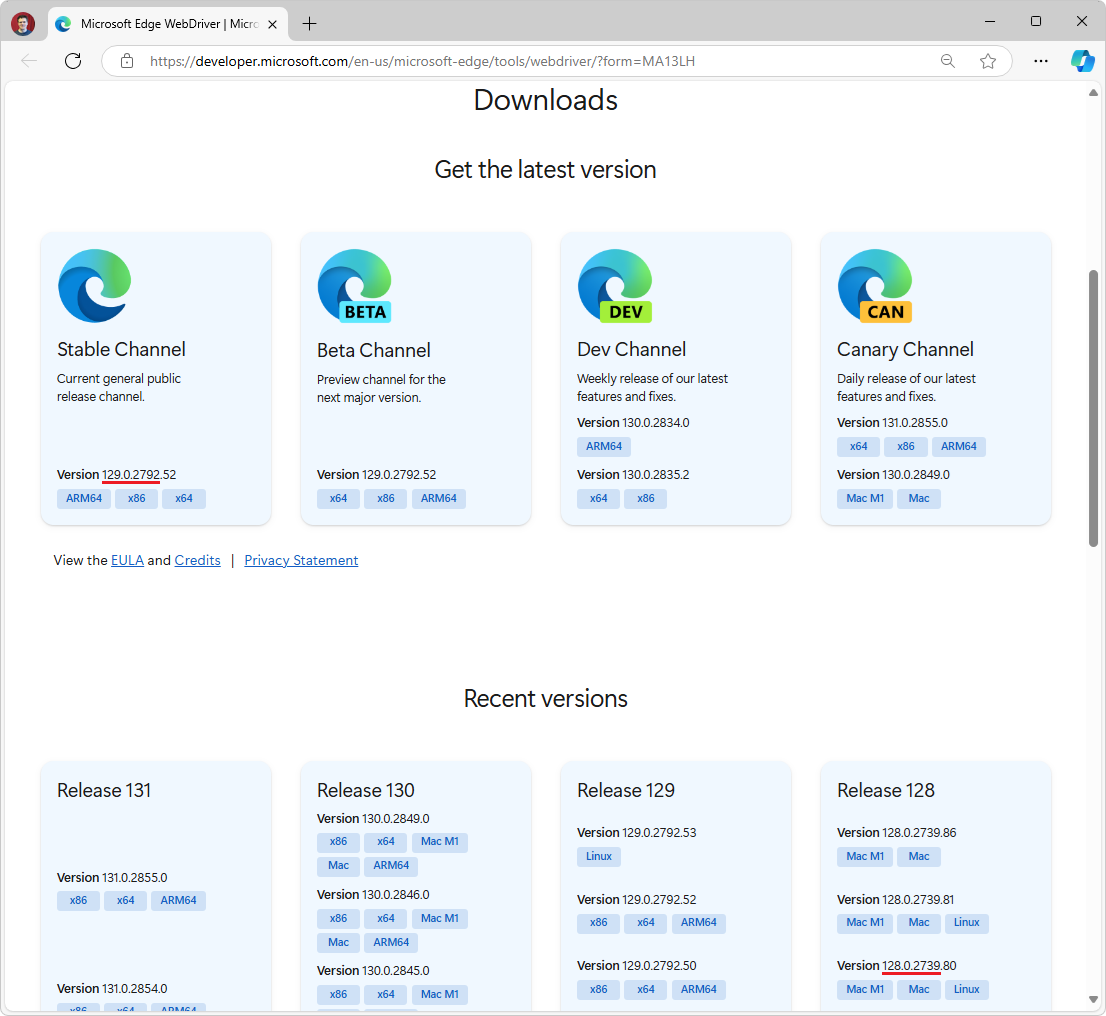 Microsoft Edge WebDriver | Micro
https://developer.microsoft.com/en-us/microsoft-edge/tools/webdriver/?form=MA13LH
Downloads
Get the latest version
Stable Channel
Current general public
release channel.
Version 129.0.2792.52
ARM64 x86 x64
BETA
Beta Channel
Preview channel for the
next major version.
Version 129.0.2792.52
x64 x86 ARM64
DEV
Dev Channel
Weekly release of our latest
features and fixes.
Version 130.0.2834.0
ARM64
Version 130.0.2835.2
x64 x86
CAN
Canary Channel
Daily release of our latest
features and fixes.
Version 131.0.2855.0
x64 x86 ARM64
Version 130.0.2849.0
Mac M1 Mac
View the EULA and Credits | Privacy Statement
Recent versions
Release 131
Version 131.0.2855.0
x86 x64 ARM64
Version 131.0.2854.0
x86 x64 ARM64
Release 130
Version 130.0.2849.0
x86 x64 Mac M1
Mac ARM64
Version 130.0.2846.0
x86 x64 Mac M1
Mac ARM64
Version 130.0.2845.0
x86 x64 Mac M1
Release 129
Version 129.0.2792.53
Linux
Version 129.0.2792.52
x86 x64 ARM64
Version 129.0.2792.50
x86 x64 ARM64
Release 128
Version 128.0.2739.86
Mac M1 Mac
Version 128.0.2739.81
Mac M1 Mac Linux
Version 128.0.2739.80
Mac M1 Mac Linux